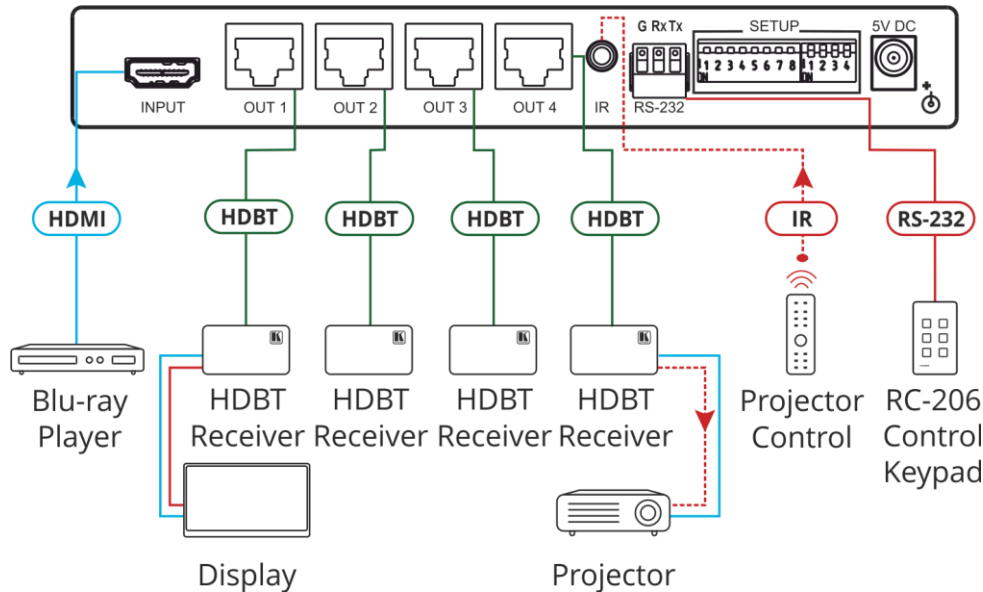 G Rx Tx
SETUP
5V DC
1 2 3 4 5 6 7 8
1 2 3 4
ON
ON
INPUT
OUT 1
OUT 2
OUT 3
OUT 4
IR
RS-232
HDMI
HDBT
HDBT
HDBT
HDBT
IR
RS-232
Blu-ray
Player
HDBT
Receiver
HDBT
Receiver
HDBT
Receiver
HDBT
Receiver
Projector
Control
RC-206
Control
Keypad
Display
Projector